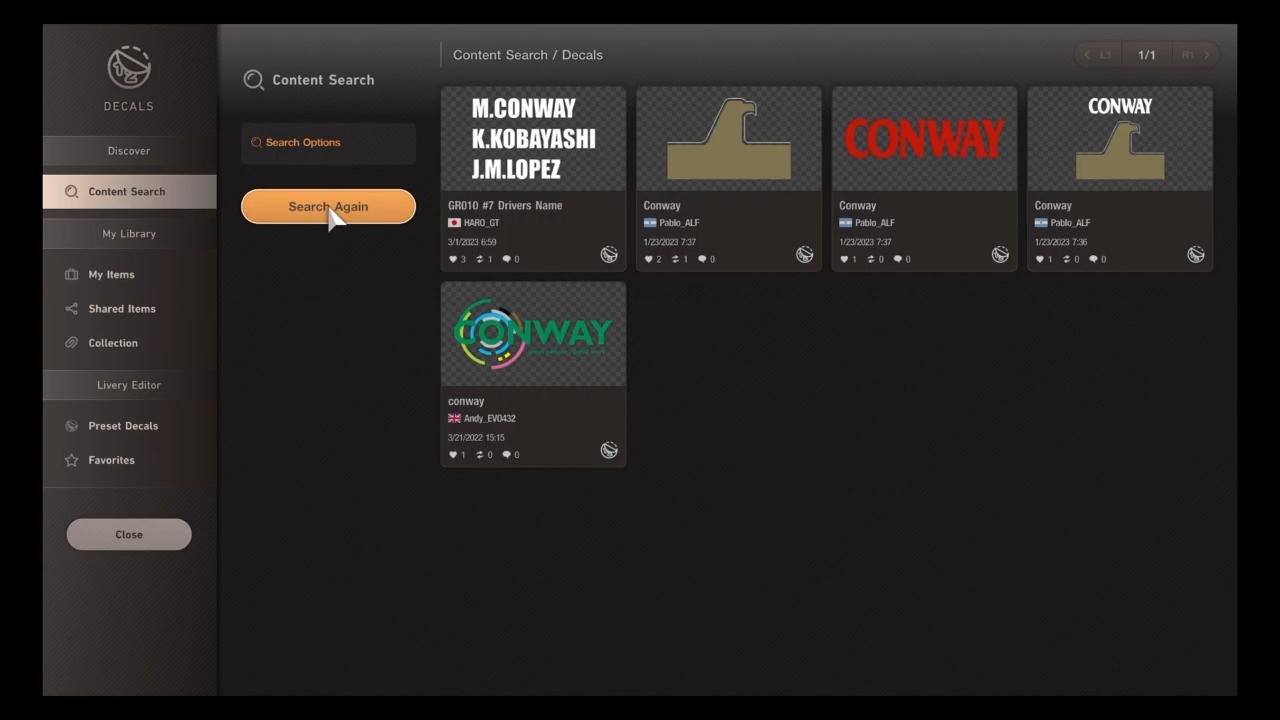 DECALS
Discover
Content Search
My Library
My Items
Shared Items
Collection
Livery Editor
Preset Decals
Favorites
Close
Content Search
Search Options
Search Again
Content Search / Decals
L1
1/1
R1
M.CONWAY
K.KOBAYASHI
J.M.LOPEZ
GR010 #7 Drivers Name
HARO_GT
3/1/2023 6:59
3 1 0
Conway
Pablo_ALF
1/23/2023 7:37
2 1 0
CONWAY
Conway
Pablo_ALF
1/23/2023 7:37
1 0 0
CONWAY
Conway
Pablo_ALF
1/23/2023 7:36
1 0 0
CONWAY
conway
Andy_EV0432
3/21/2022 15:15
1 0 0